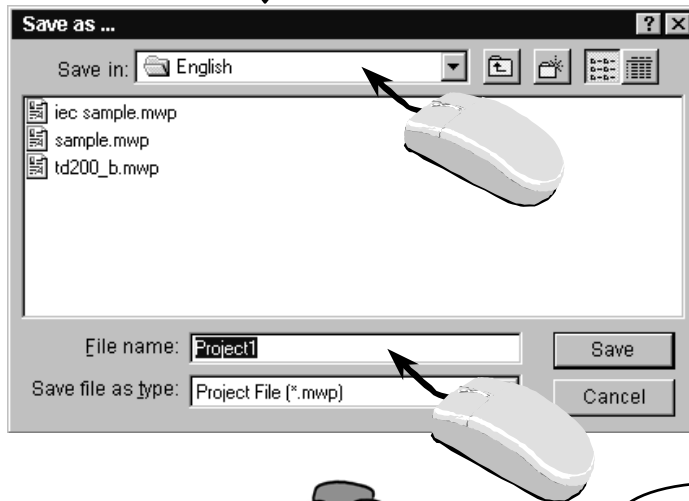 Save as ...
Save in: English
iec sample.mwp
sample.mwp
td200_b.mwp
File name: Project1 Save
Save file as type: Project File (*.mwp) Cancel